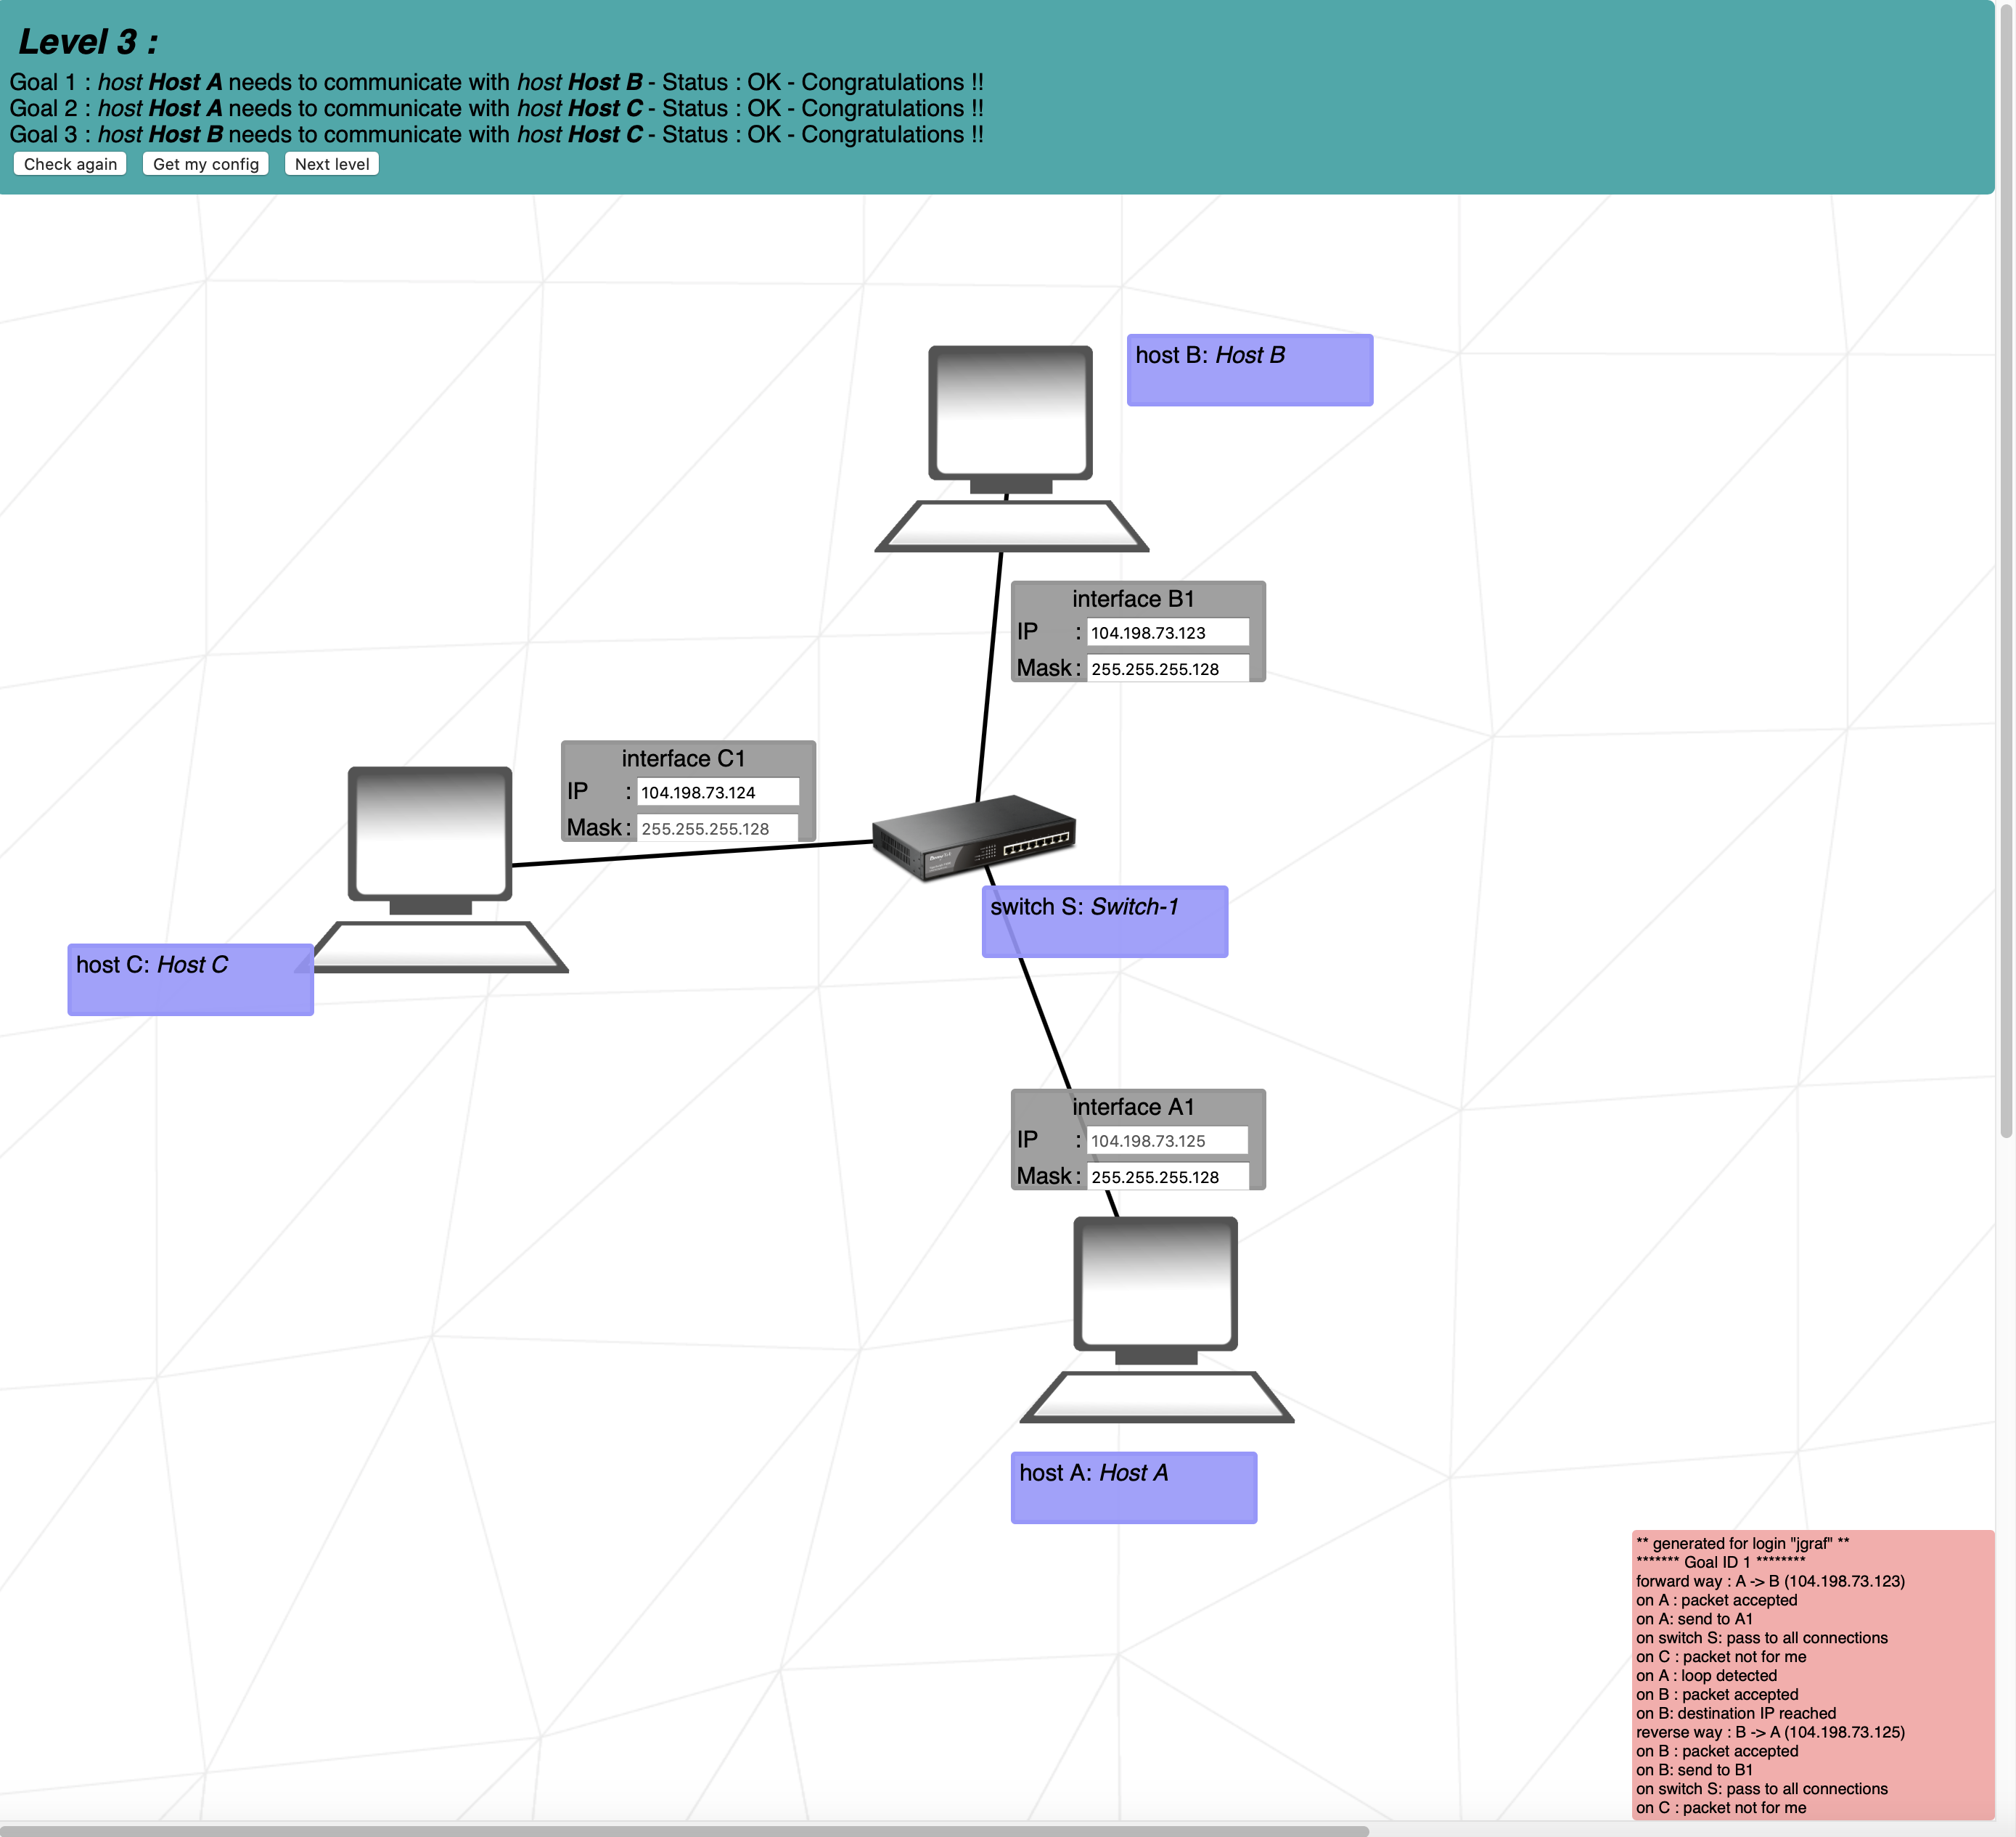 Level 3 :
Goal 1 : host Host A needs to communicate with host Host B - Status : OK - Congratulations !!
Goal 2 : host Host A needs to communicate with host Host C - Status : OK - Congratulations !!
Goal 3 : host Host B needs to communicate with host Host C - Status : OK - Congratulations !!
Check again Get my config Next level
host B: Host B
interface B1
IP : 104.198.73.123
Mask : 255.255.255.128
interface C1
IP : 104.198.73.124
Mask : 255.255.255.128
switch S: Switch-1
host C: Host C
interface A1
IP : 104.198.73.125
Mask : 255.255.255.128
host A: Host A
** generated for login "jgraf" **
******* Goal ID 1 ********
forward way : A -> B (104.198.73.123)
on A : packet accepted
on A: send to A1
on switch S: pass to all connections
on C : packet not for me
on A : loop detected
on B : packet accepted
on B: destination IP reached
reverse way : B -> A (104.198.73.125)
on B : packet accepted
on B: send to B1
on switch S: pass to all connections
on C : packet not for me